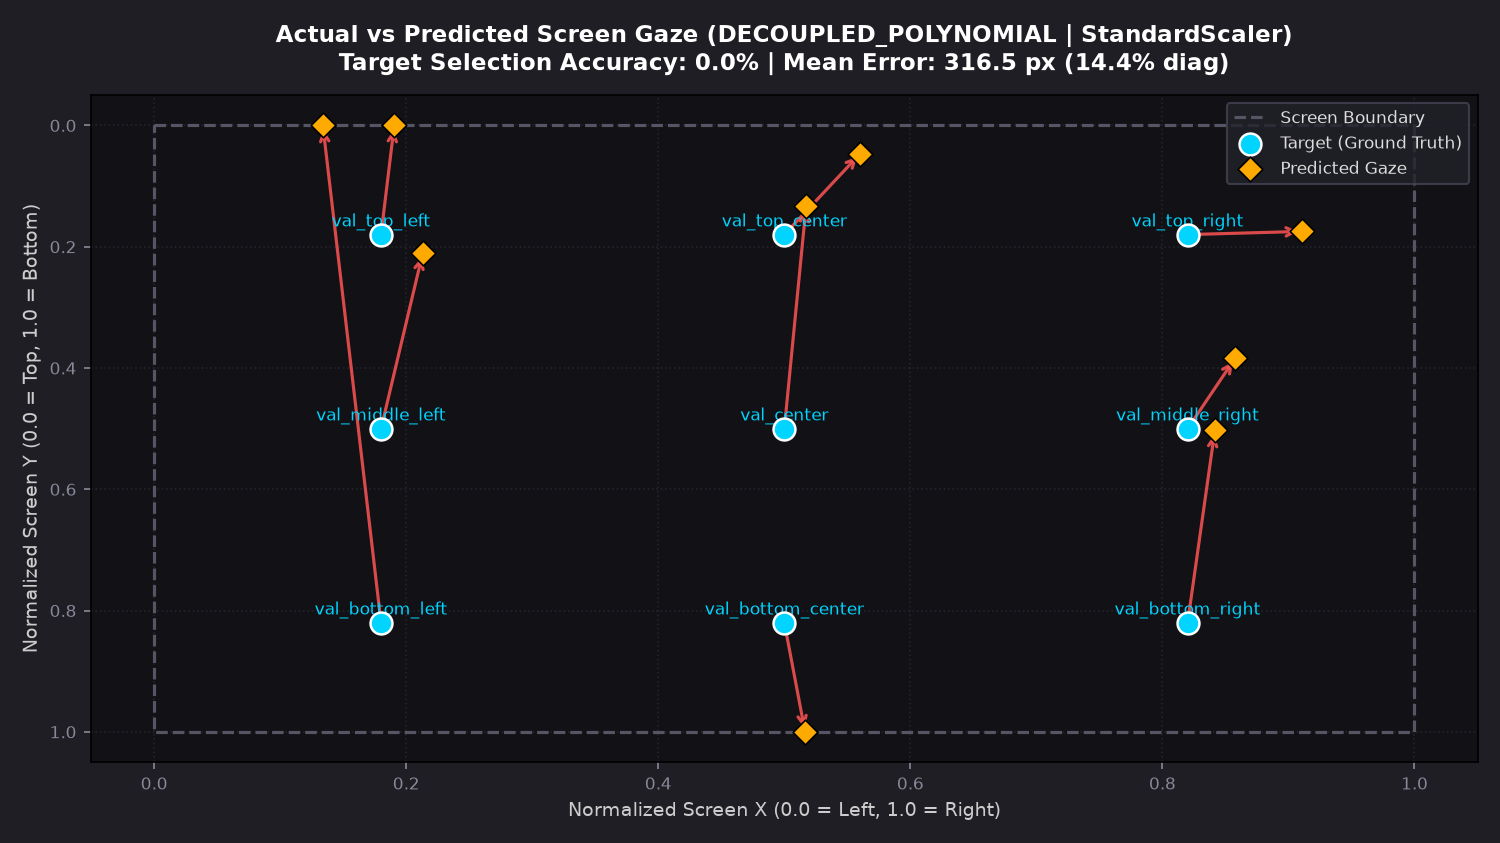 Actual vs Predicted Screen Gaze (DECOUPLED_POLYNOMIAL | StandardScaler)
Target Selection Accuracy: 0.0% | Mean Error: 316.5 px (14.4% diag)
Screen Boundary
Target (Ground Truth)
Predicted Gaze
val_top_left
val_top_center
val_top_right
val_middle_left
val_center
val_middle_right
val_bottom_left
val_bottom_center
val_bottom_right
0.0
0.2
0.4
0.6
0.8
1.0
Normalized Screen Y (0.0 = Top, 1.0 = Bottom)
0.0
0.2
0.4
0.6
0.8
1.0
Normalized Screen X (0.0 = Left, 1.0 = Right)